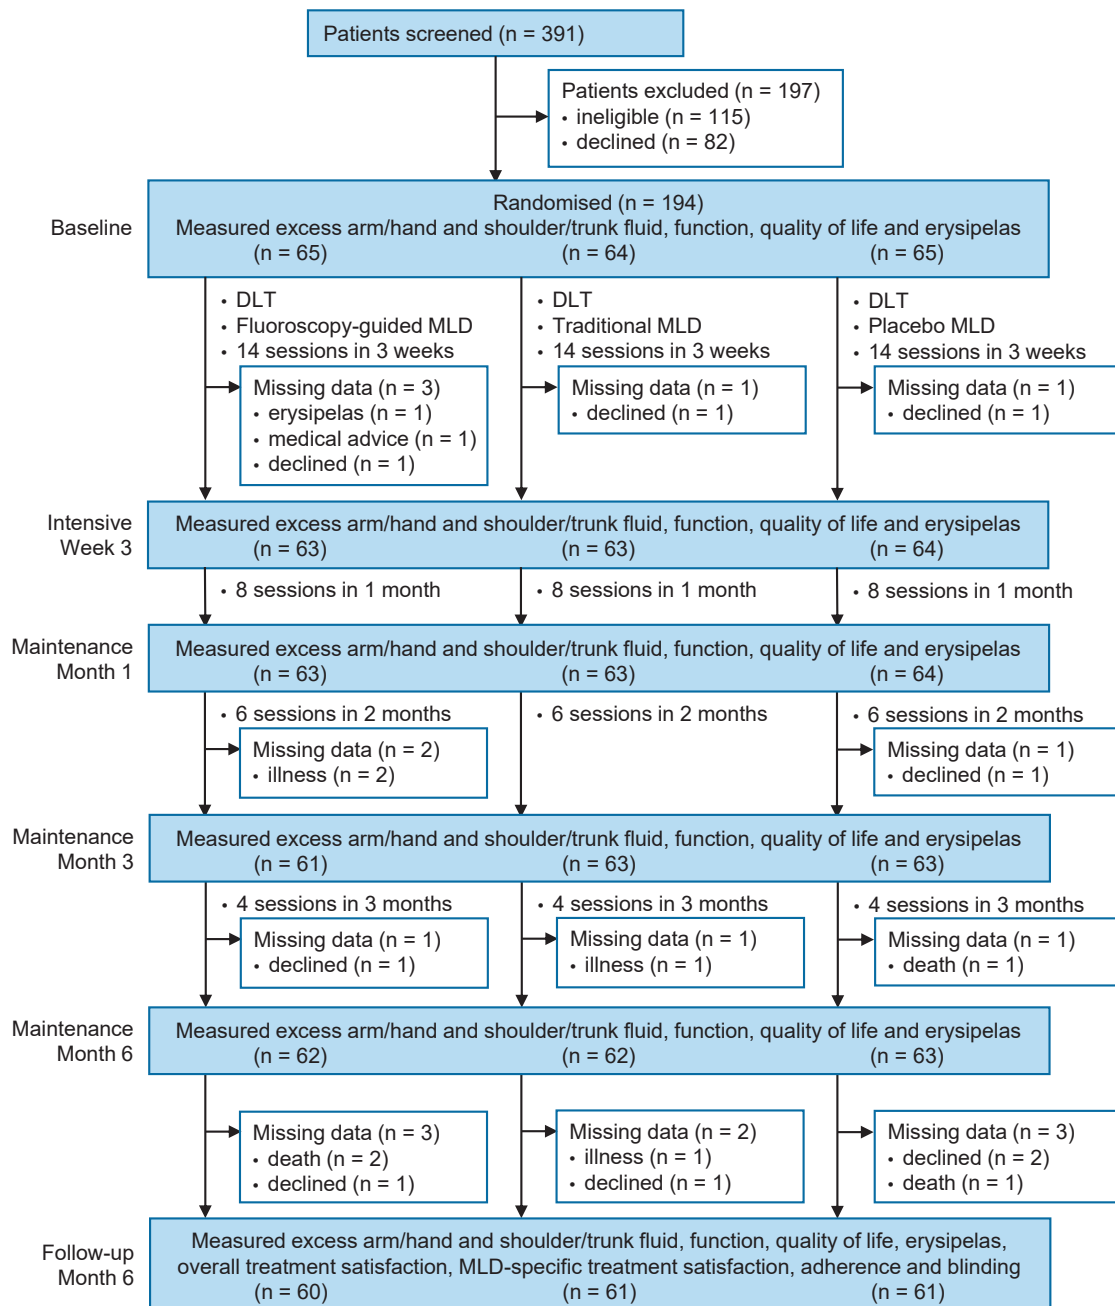 Patients screened (n = 391)
Patients excluded (n = 197)
• ineligible (n = 115)
• declined (n = 82)
Baseline
Randomised (n = 194)
Measured excess arm/hand and shoulder/trunk fluid, function, quality of life and erysipelas
(n = 65) (n = 64) (n = 65)
• DLT
• Fluoroscopy-guided MLD
• 14 sessions in 3 weeks
Missing data (n = 3)
• erysipelas (n = 1)
• medical advice (n = 1)
• declined (n = 1)
• DLT
• Traditional MLD
• 14 sessions in 3 weeks
Missing data (n = 1)
• declined (n = 1)
• DLT
• Placebo MLD
• 14 sessions in 3 weeks
Missing data (n = 1)
• declined (n = 1)
Intensive
Week 3
Measured excess arm/hand and shoulder/trunk fluid, function, quality of life and erysipelas
(n = 63) (n = 63) (n = 64)
• 8 sessions in 1 month • 8 sessions in 1 month • 8 sessions in 1 month
Maintenance
Month 1
Measured excess arm/hand and shoulder/trunk fluid, function, quality of life and erysipelas
(n = 63) (n = 63) (n = 64)
• 6 sessions in 2 months
Missing data (n = 2)
• illness (n = 2)
• 6 sessions in 2 months
• 6 sessions in 2 months
Missing data (n = 1)
• declined (n = 1)
Maintenance
Month 3
Measured excess arm/hand and shoulder/trunk fluid, function, quality of life and erysipelas
(n = 61) (n = 63) (n = 63)
• 4 sessions in 3 months
Missing data (n = 1)
• declined (n = 1)
• 4 sessions in 3 months
Missing data (n = 1)
• illness (n = 1)
• 4 sessions in 3 months
Missing data (n = 1)
• death (n = 1)
Maintenance
Month 6
Measured excess arm/hand and shoulder/trunk fluid, function, quality of life and erysipelas
(n = 62) (n = 62) (n = 63)
Missing data (n = 3)
• death (n = 2)
• declined (n = 1)
Missing data (n = 2)
• illness (n = 1)
• declined (n = 1)
Missing data (n = 3)
• declined (n = 2)
• death (n = 1)
Follow-up
Month 6
Measured excess arm/hand and shoulder/trunk fluid, function, quality of life, erysipelas,
overall treatment satisfaction, MLD-specific treatment satisfaction, adherence and blinding
(n = 60) (n = 61) (n = 61)